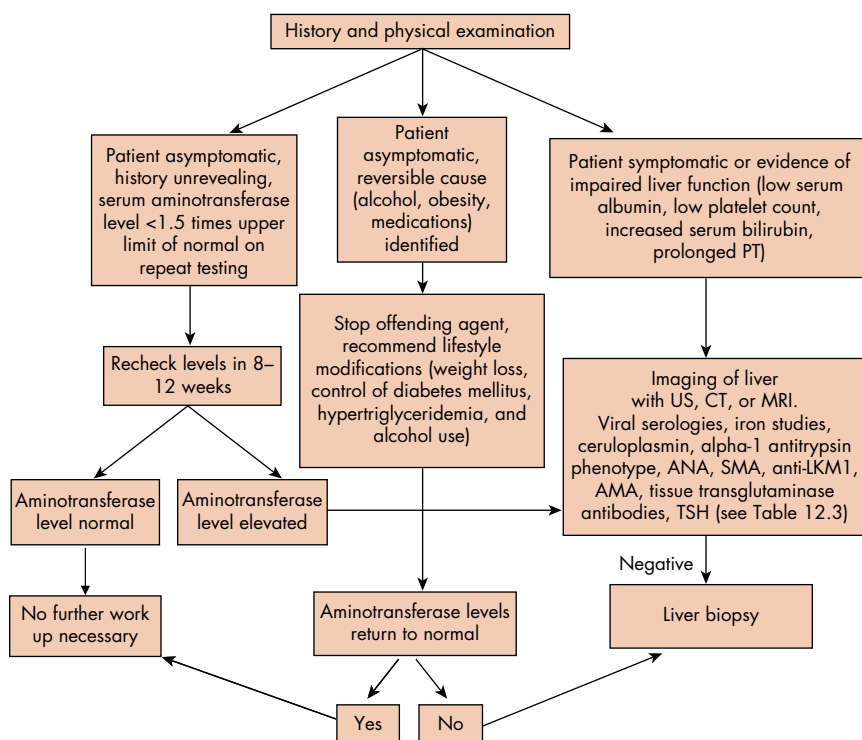 History and physical examination
Patient asymptomatic,
history unrevealing,
serum aminotransferase
level <1.5 times upper
limit of normal on
repeat testing
Patient
asymptomatic,
reversible cause
(alcohol, obesity,
medications)
identified
Patient symptomatic or evidence of
impaired liver function (low serum
albumin, low platelet count,
increased serum bilirubin,
prolonged PT)
Recheck levels in 8–
12 weeks
Stop offending agent,
recommend lifestyle
modifications (weight loss,
control of diabetes mellitus,
hypertriglyceridemia, and
alcohol use)
Imaging of liver
with US, CT, or MRI.
Viral serologies, iron studies,
ceruloplasmin, alpha-1 antitrypsin
phenotype, ANA, SMA, anti-LKM1,
AMA, tissue transglutaminase
antibodies, TSH (see Table 12.3)
Aminotransferase
level normal
Aminotransferase
level elevated
Negative
No further work
up necessary
Aminotransferase levels
return to normal
Liver biopsy
Yes
No